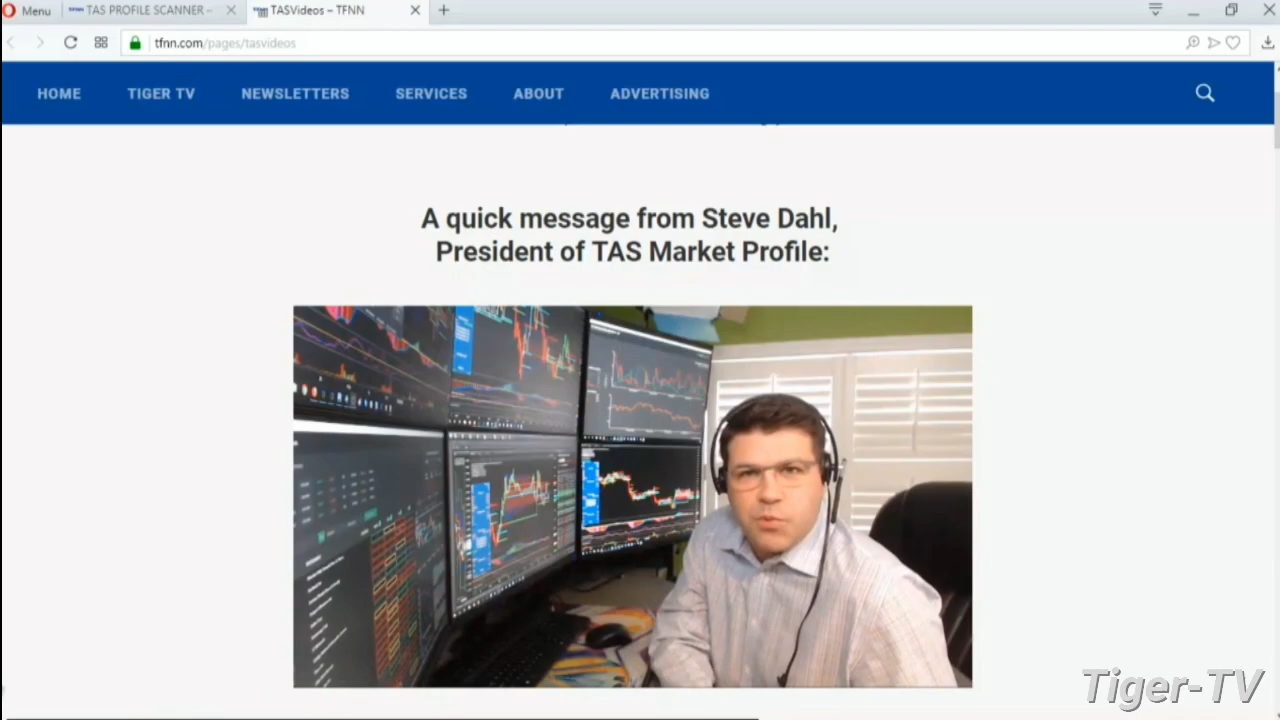 Menu
TAS PROFILE SCANNER –
TASVideos – TFNN
tfnn.com/pages/tasvideos
HOME
TIGER TV
NEWSLETTERS
SERVICES
ABOUT
ADVERTISING
A quick message from Steve Dahl,
President of TAS Market Profile:
Tiger-TV